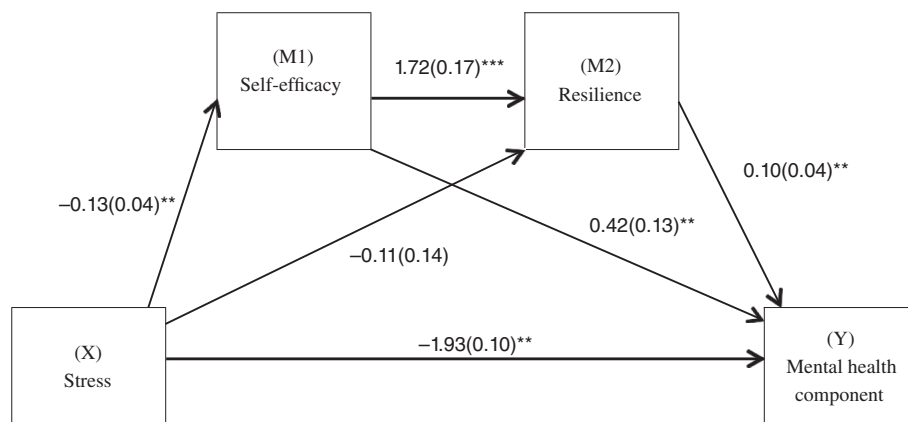 (M1)
Self-efficacy
1.72(0.17)***
(M2)
Resilience
–0.13(0.04)**
0.10(0.04)**
0.42(0.13)**
–0.11(0.14)
(X)
Stress
–1.93(0.10)**
(Y)
Mental health
component